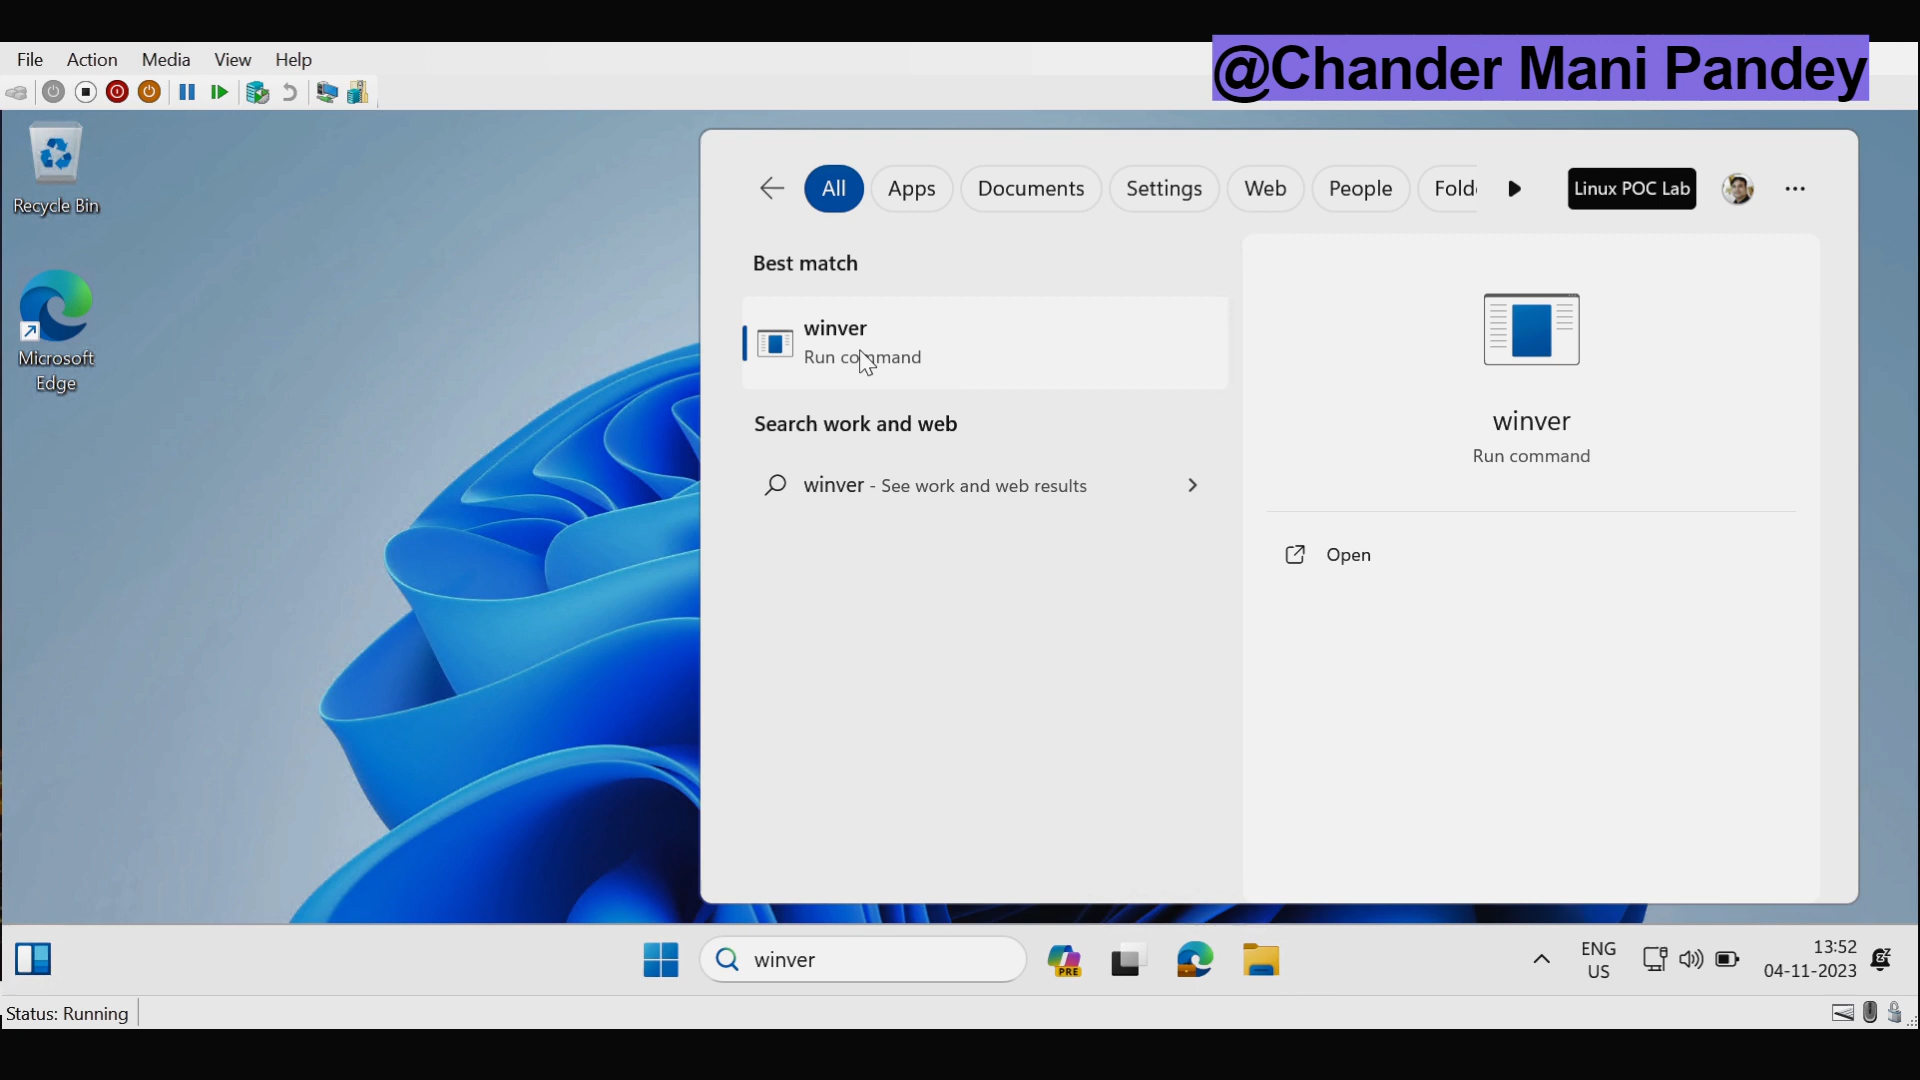 File Action Media View Help
@Chander Mani Pandey
Recycle Bin
Microsoft
Edge
All Apps Documents Settings Web People Linux POC Lab
Best match
winver
Run command
Search work and web
winver - See work and web results
winver
Run command
Open
winver
PRE
ENG
US
13:52
04-11-2023
Status: Running